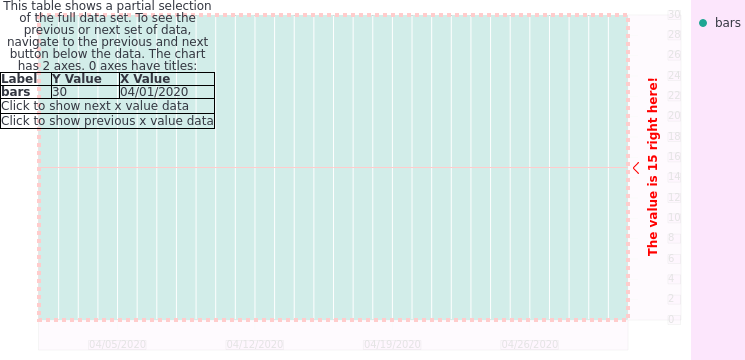 This table shows a partial selection
of the full data set. To see the
previous or next set of data,
navigate to the previous and next
button below the data. The chart
has 2 axes. 0 axes have titles:
Label Y Value X Value
bars 30 04/01/2020
Click to show next x value data
Click to show previous x value data
The value is 15 right here!
30
28
26
24
22
20
18
16
14
12
10
8
6
4
2
0
04/05/2020 04/12/2020 04/19/2020 04/26/2020
bars